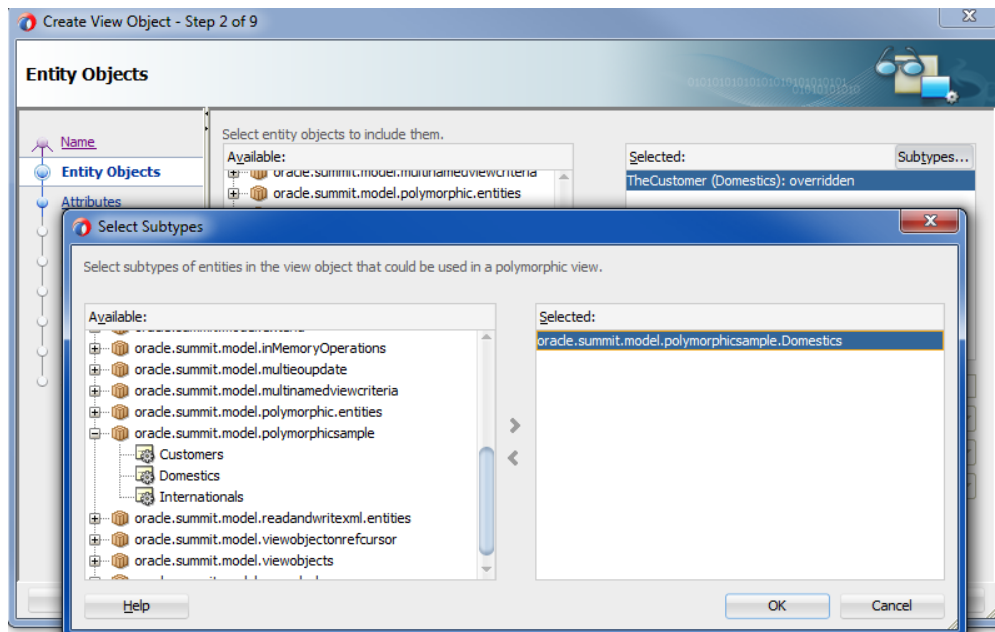 Create View Object - Step 2 of 9
Entity Objects
Name
Entity Objects
Attributes
Select entity objects to include them.
Available:
oracle.summit.model.multinamedviewcriteria
oracle.summit.model.polymorphic.entities
Selected:
Subtypes...
TheCustomer (Domestics): overridden
Select Subtypes
Select subtypes of entities in the view object that could be used in a polymorphic view.
Available:
oracle.summit.model.inMemoryOperations
oracle.summit.model.multieoupdate
oracle.summit.model.multinamedviewcriteria
oracle.summit.model.polymorphic.entities
oracle.summit.model.polymorphicsample
Customers
Domestics
Internationals
oracle.summit.model.readandwritexml.entities
oracle.summit.model.viewobjectonrefcursor
oracle.summit.model.viewobjects
Selected:
oracle.summit.model.polymorphicsample.Domestics
Help
OK
Cancel